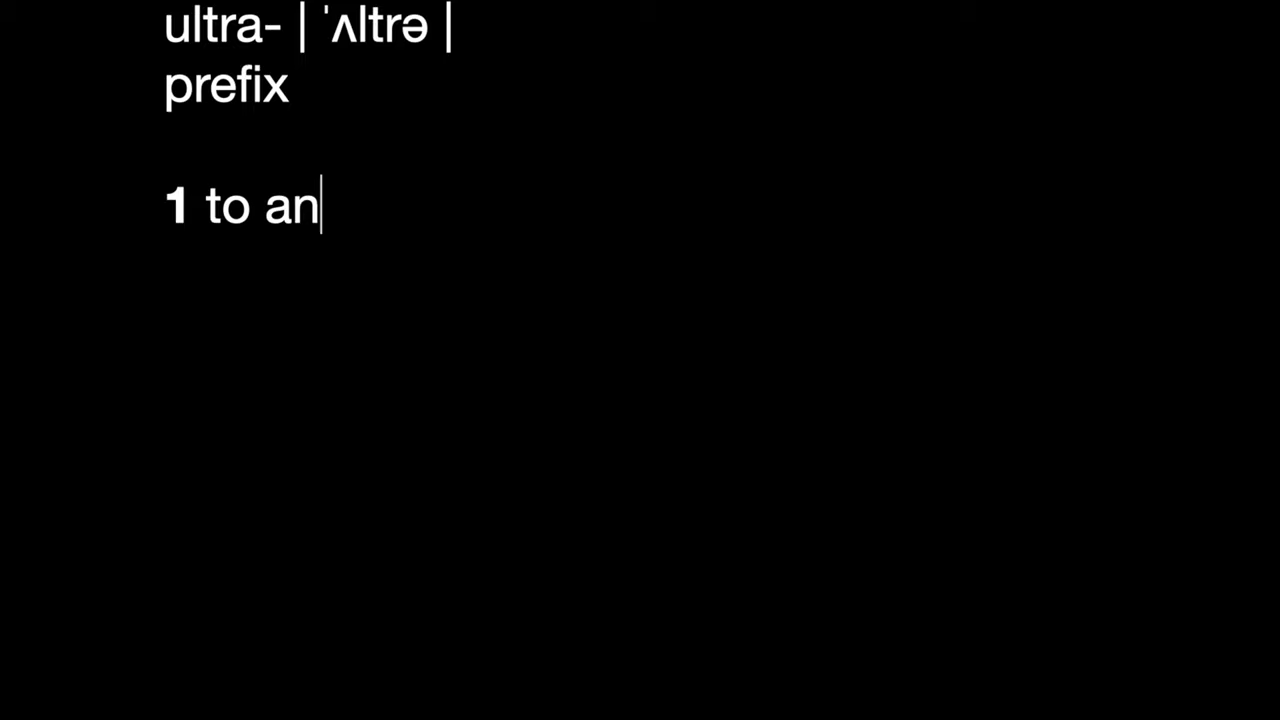 ultra- | ˈʌltrə |
prefix
1 to an